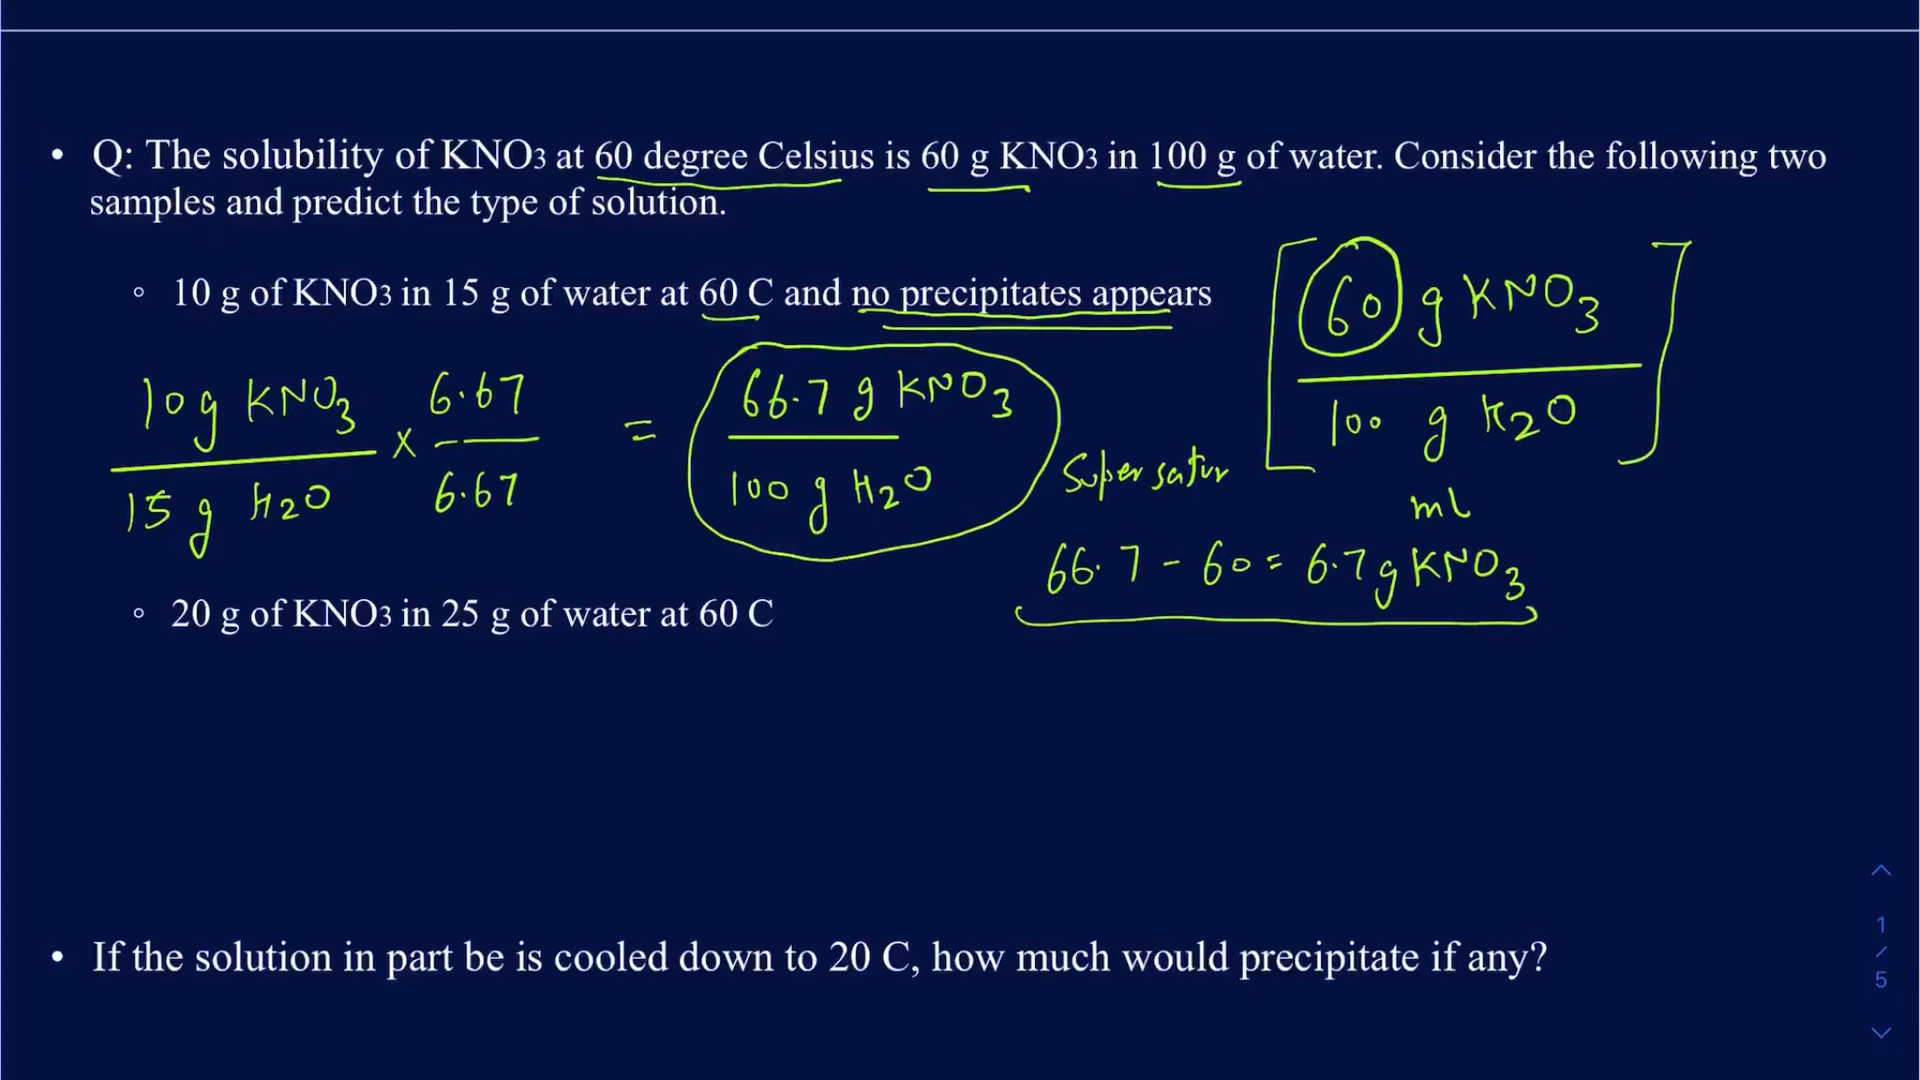 • Q: The solubility of KNO3 at 60 degree Celsius is 60 g KNO3 in 100 g of water. Consider the following two
samples and predict the type of solution.
◦ 10 g of KNO3 in 15 g of water at 60 C and no precipitates appears
60 g KNO3
100 g H2O
ml
10g KNO3 x 6.67 = 66.7 g KNO3
15 g H2O 6.67 100 g H2O
Super satur
66.7 - 60 = 6.7g KNO3
◦ 20 g of KNO3 in 25 g of water at 60 C
• If the solution in part be is cooled down to 20 C, how much would precipitate if any?
1
/
5